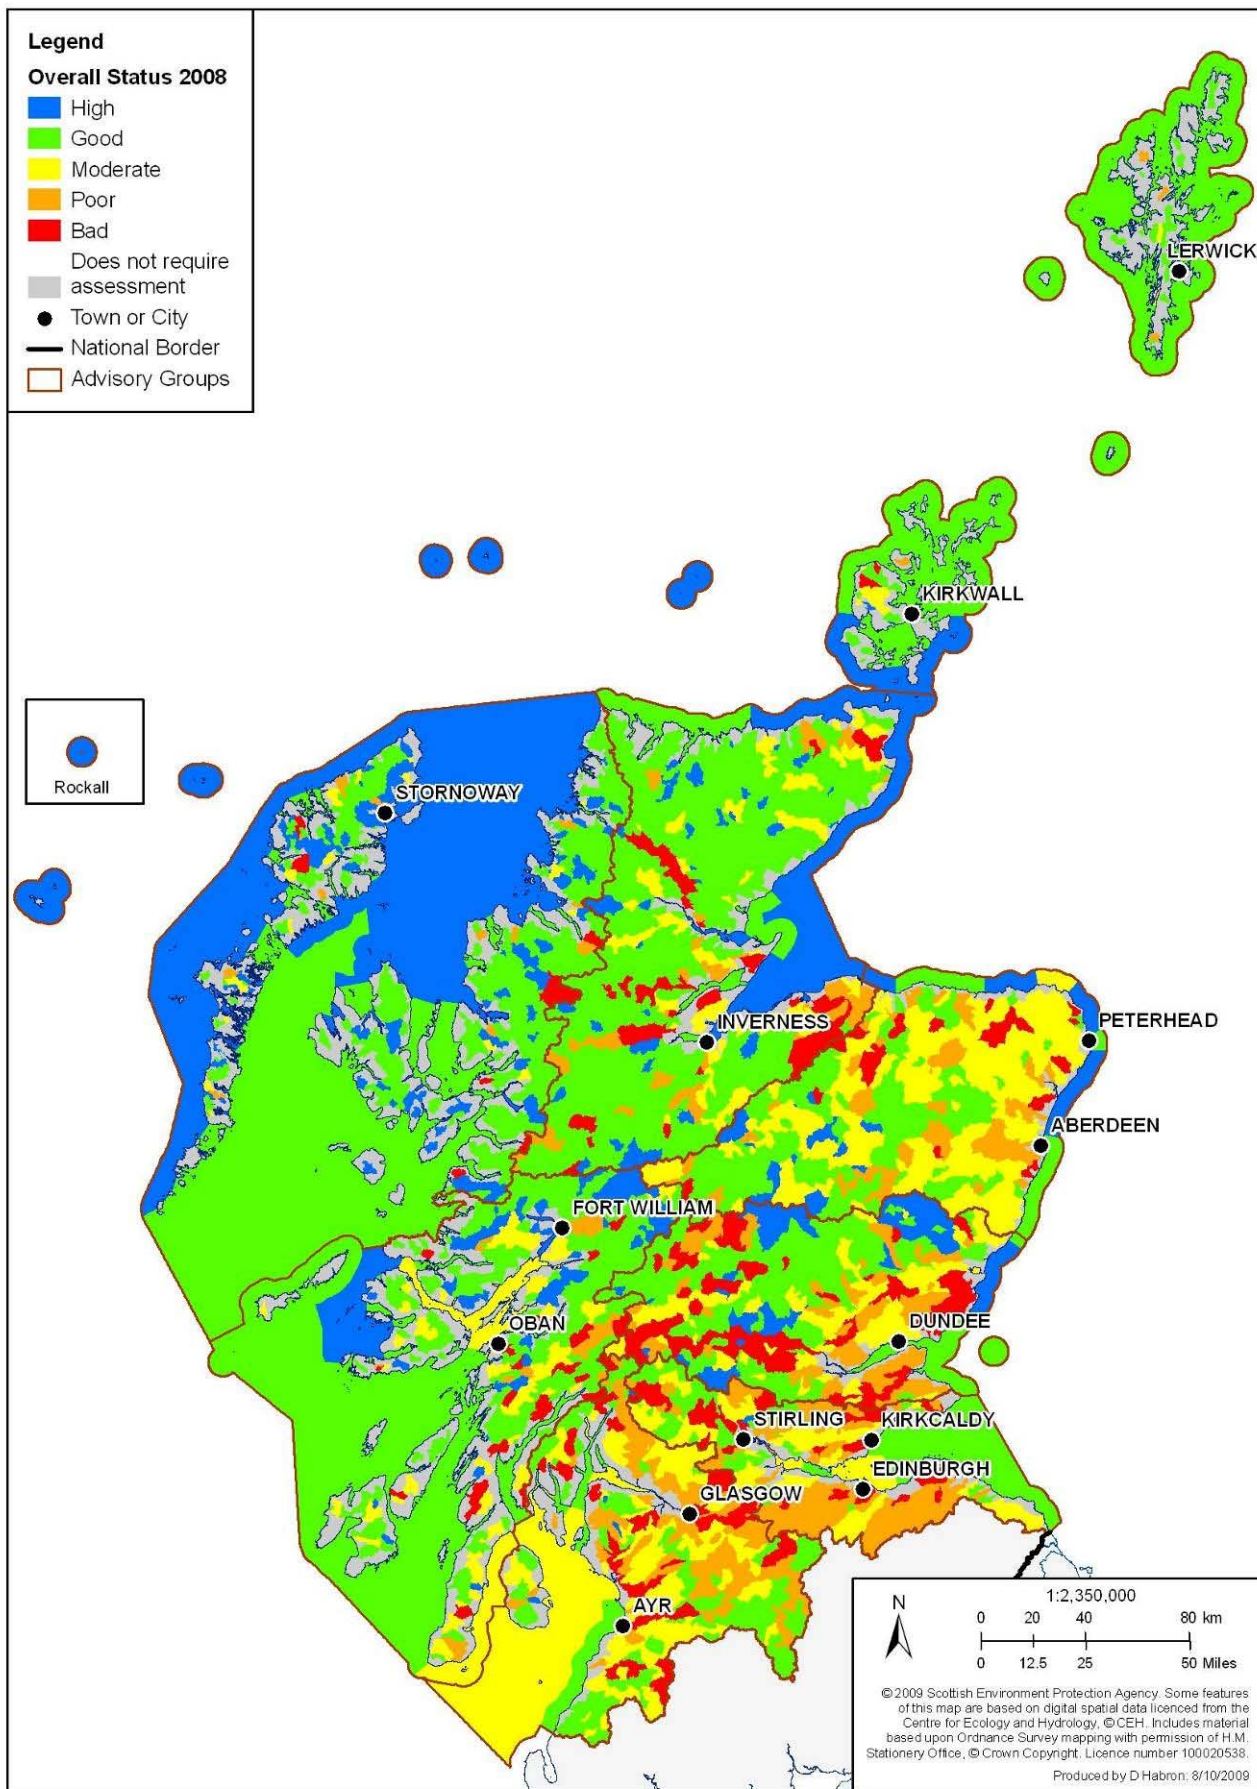 Legend
Overall Status 2008
High
Good
Moderate
Poor
Bad
Does not require
assessment
Town or City
National Border
Advisory Groups
LERWICK
KIRKWALL
Rockall
STORNOWAY
INVERNESS
PETERHEAD
ABERDEEN
FORT WILLIAM
DUNDEE
OBAN
STIRLING
KIRKCALDY
EDINBURGH
GLASGOW
AYR
N
1:2,350,000
0 20 40 80 km
0 12.5 25 50 Miles
©2009 Scottish Environment Protection Agency. Some features
of this map are based on digital spatial data licenced from the
Centre for Ecology and Hydrology, ©CEH. Includes material
based upon Ordnance Survey mapping with permission of H.M.
Stationery Office, © Crown Copyright. Licence number 100020538.
Produced by D Habron: 8/10/2009